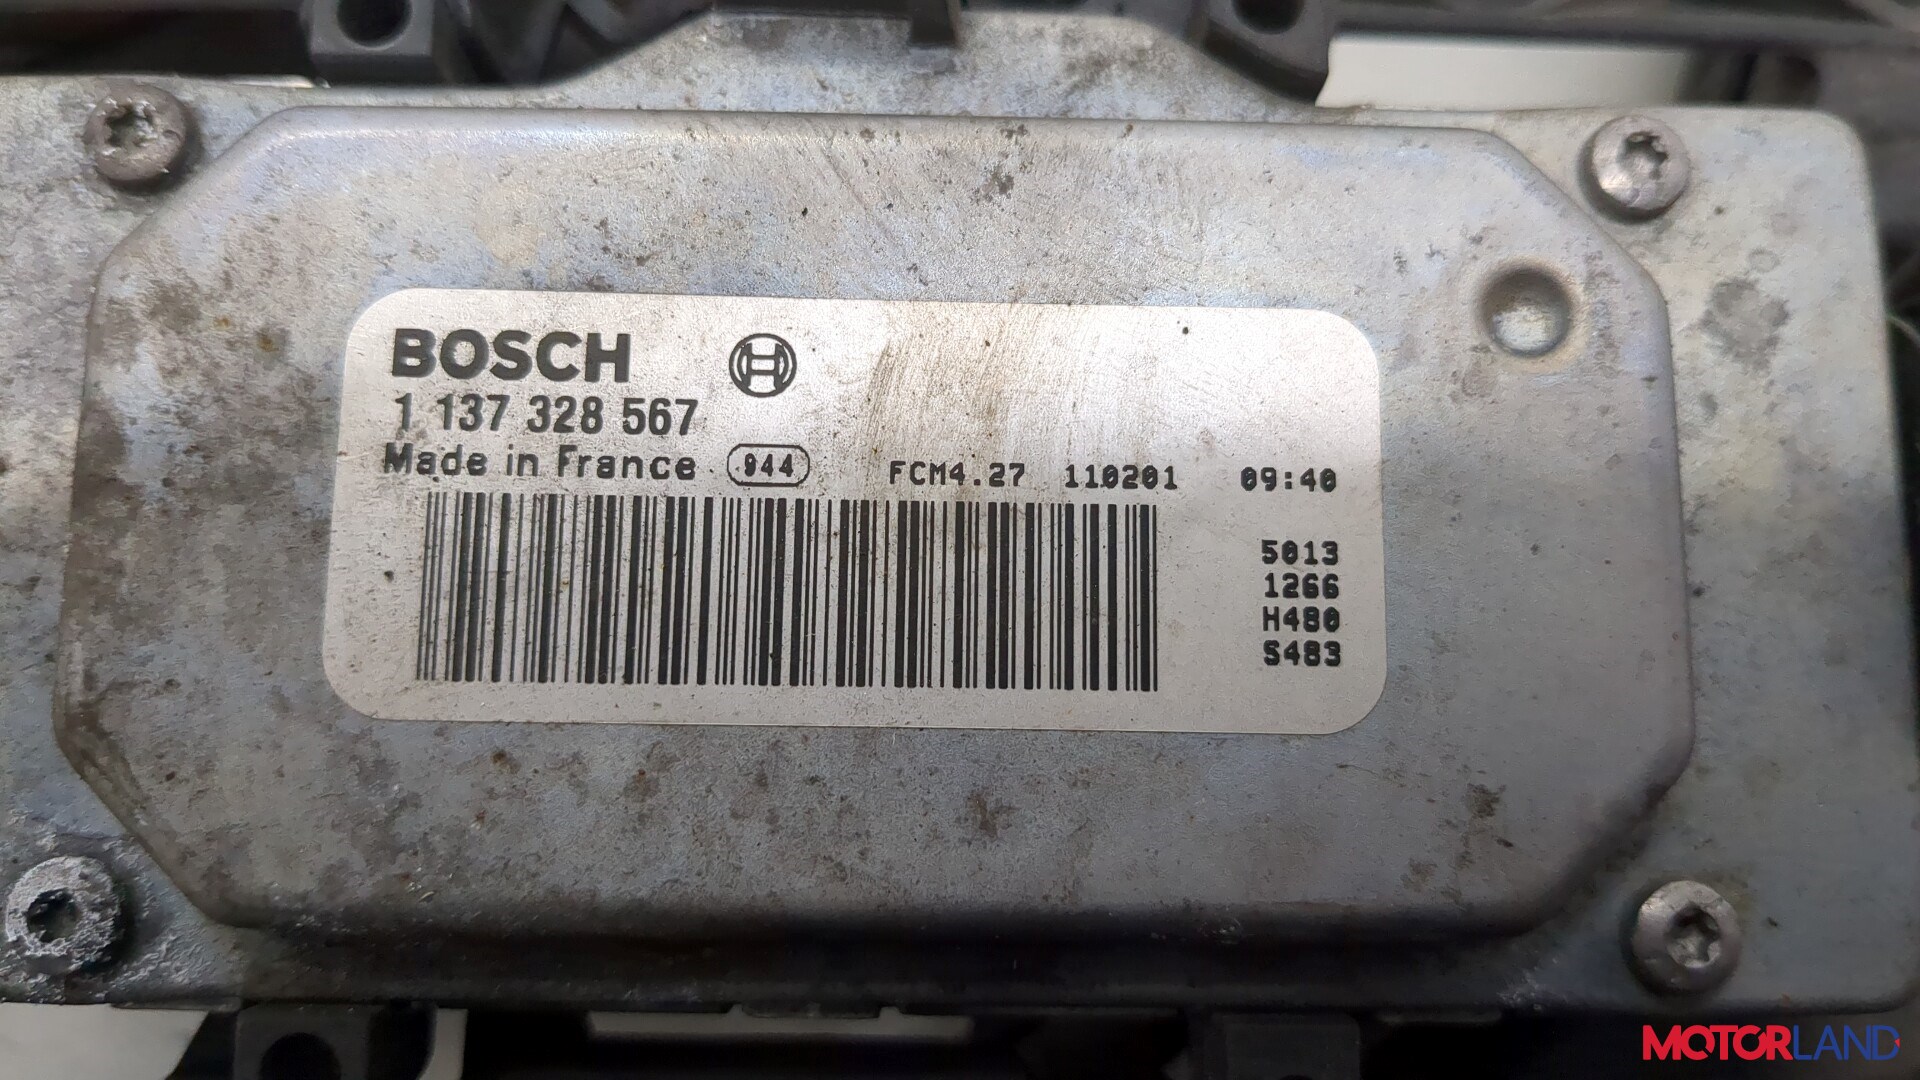 BOSCH
1 137 328 567
Made in France 944 FCM4.27 110201 09:40
5013
1266
H480
S483
MOTORLAND